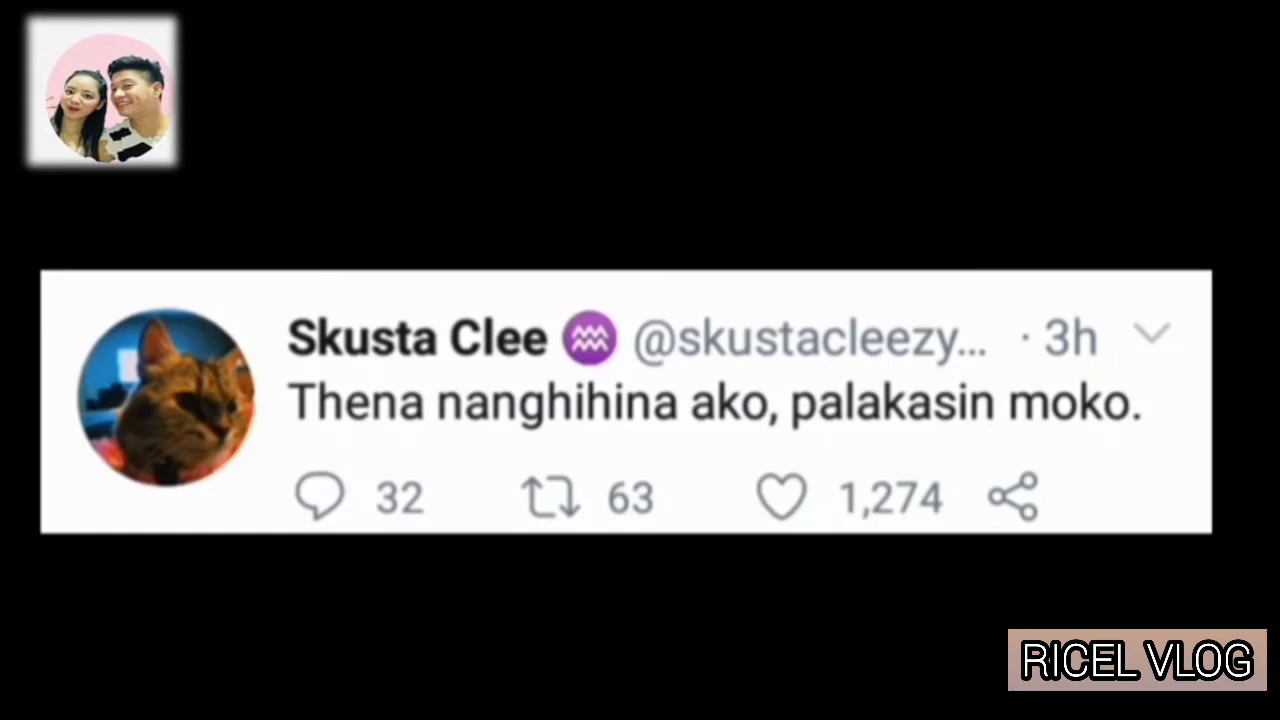 Skusta Clee ♒ @skustacleezy... · 3h
Thena nanghihina ako, palakasin moko.
32 63 1,274
RICEL VLOG